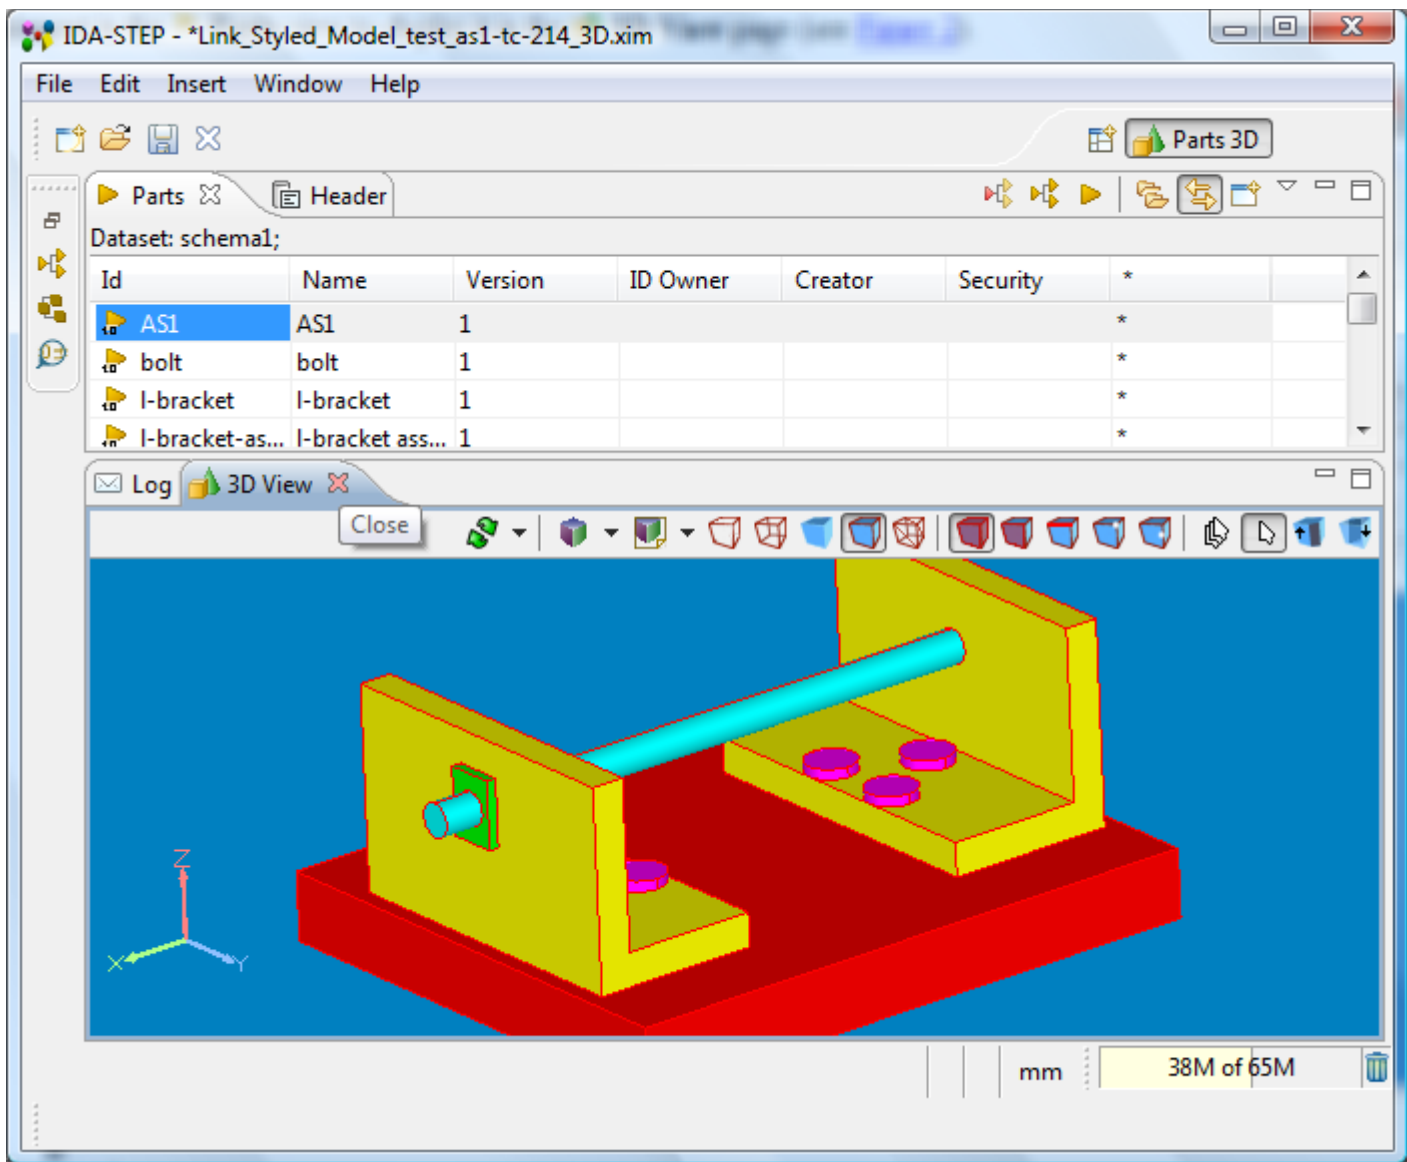 IDA-STEP - *Link_Styled_Model_test_as1-tc-214_3D.xim
File Edit Insert Window Help
Parts 3D
Parts Header
Dataset: schema1;
Id Name Version ID Owner Creator Security *
AS1 AS1 1 *
bolt bolt 1 *
l-bracket l-bracket 1 *
l-bracket-as... l-bracket ass... 1 *
Log 3D View
Close
Z
X Y
mm 38M of 65M